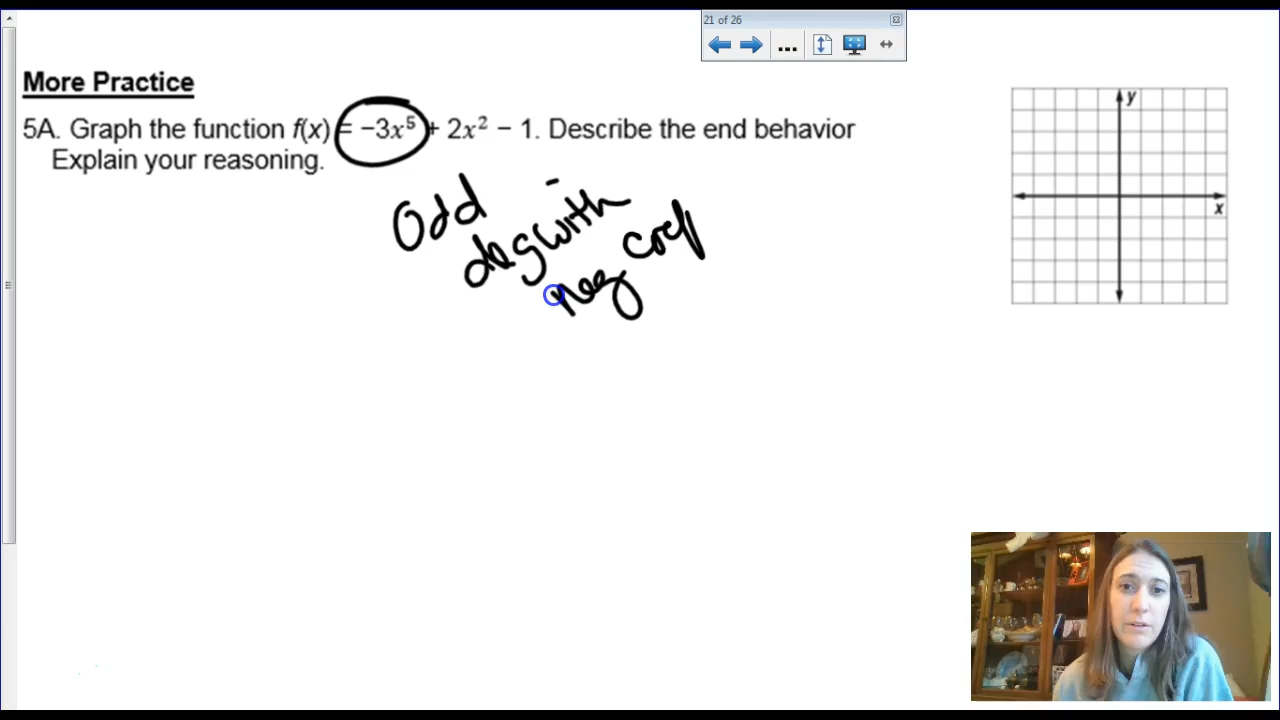 21 of 26
More Practice
5A. Graph the function f(x) = −3x⁵ + 2x² − 1. Describe the end behavior
Explain your reasoning.
y
x
Odd
deg with
neg coef